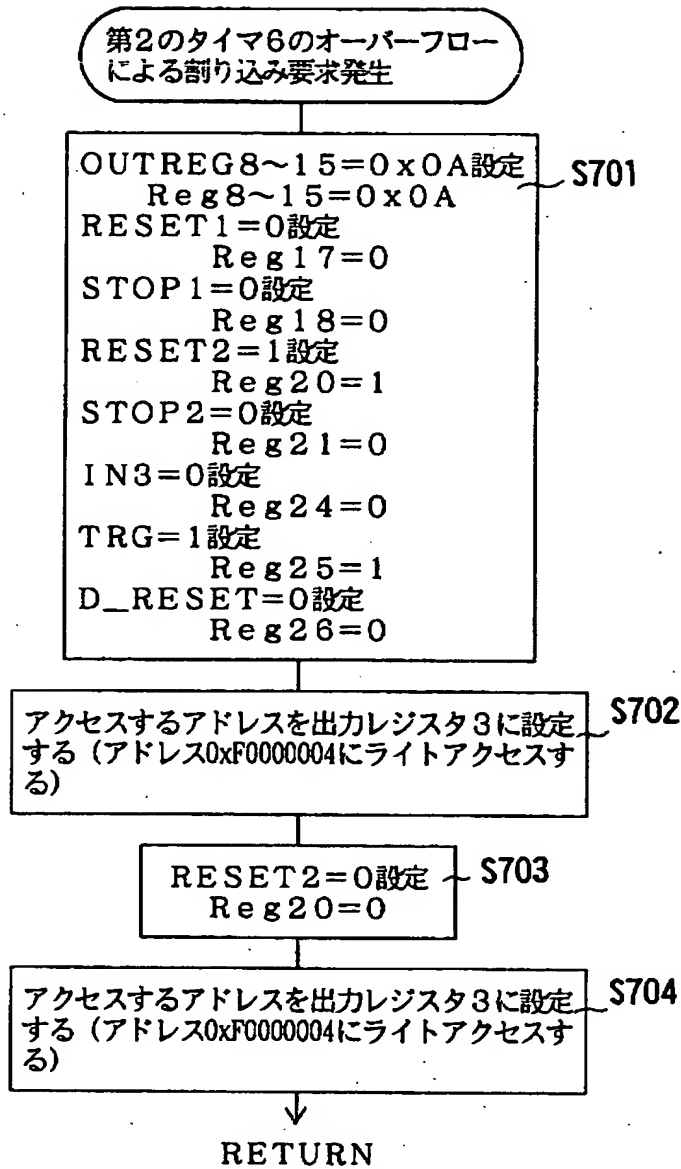 第2のタイマ6のオーバーフロー
による割り込み要求発生
OUTREG8~15=0x0A設定
Reg8~15=0x0A
S701
RESET1=0設定
Reg17=0
STOP1=0設定
Reg18=0
RESET2=1設定
Reg20=1
STOP2=0設定
Reg21=0
IN3=0設定
Reg24=0
TRG=1設定
Reg25=1
D_RESET=0設定
Reg26=0
アクセスするアドレスを出力レジスタ3に設定
する(アドレス0xF0000004にライトアクセスす
る)
S702
RESET2=0設定
Reg20=0
S703
アクセスするアドレスを出力レジスタ3に設定
する(アドレス0xF0000004にライトアクセスす
る)
S704
RETURN